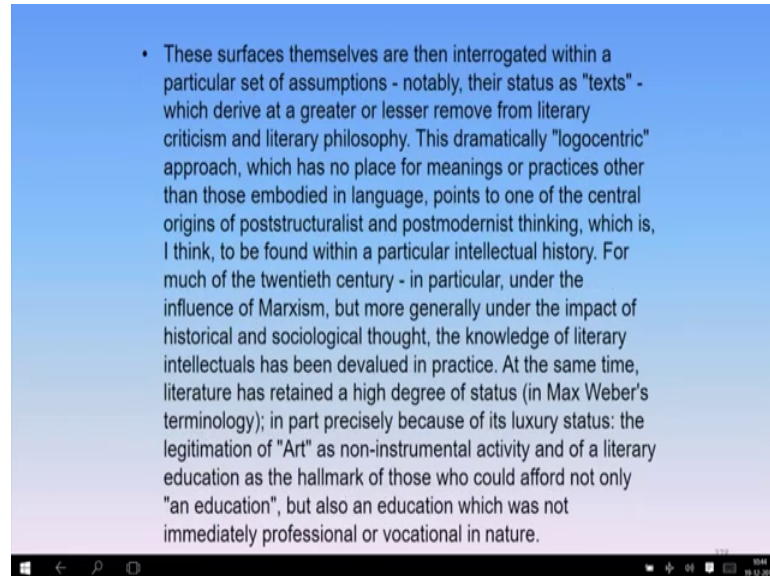 • These surfaces themselves are then interrogated within a
particular set of assumptions - notably, their status as "texts" -
which derive at a greater or lesser remove from literary
criticism and literary philosophy. This dramatically "logocentric"
approach, which has no place for meanings or practices other
than those embodied in language, points to one of the central
origins of poststructuralist and postmodernist thinking, which is,
I think, to be found within a particular intellectual history. For
much of the twentieth century - in particular, under the
influence of Marxism, but more generally under the impact of
historical and sociological thought, the knowledge of literary
intellectuals has been devalued in practice. At the same time,
literature has retained a high degree of status (in Max Weber's
terminology); in part precisely because of its luxury status: the
legitimation of "Art" as non-instrumental activity and of a literary
education as the hallmark of those who could afford not only
"an education", but also an education which was not
immediately professional or vocational in nature.